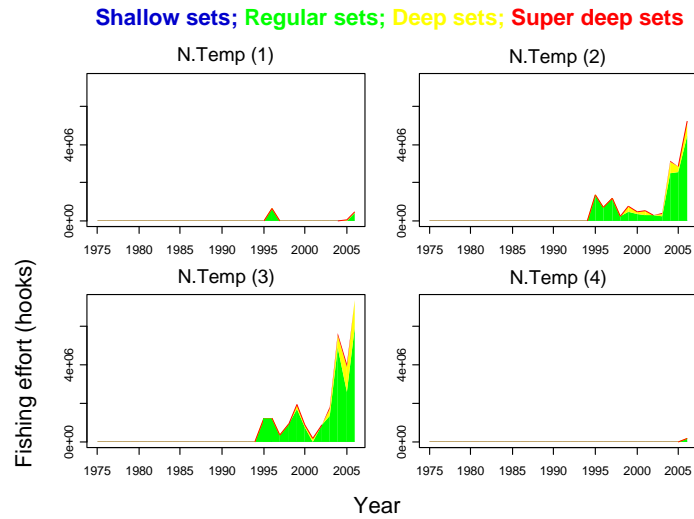 Shallow sets; Regular sets; Deep sets; Super deep sets
N.Temp (1)
N.Temp (2)
0e+00
4e+06
1975 1980 1985 1990 1995 2000 2005
0e+00
4e+06
1975 1980 1985 1990 1995 2000 2005
N.Temp (3)
N.Temp (4)
0e+00
4e+06
1975 1980 1985 1990 1995 2000 2005
0e+00
4e+06
1975 1980 1985 1990 1995 2000 2005
Fishing effort (hooks)
Year